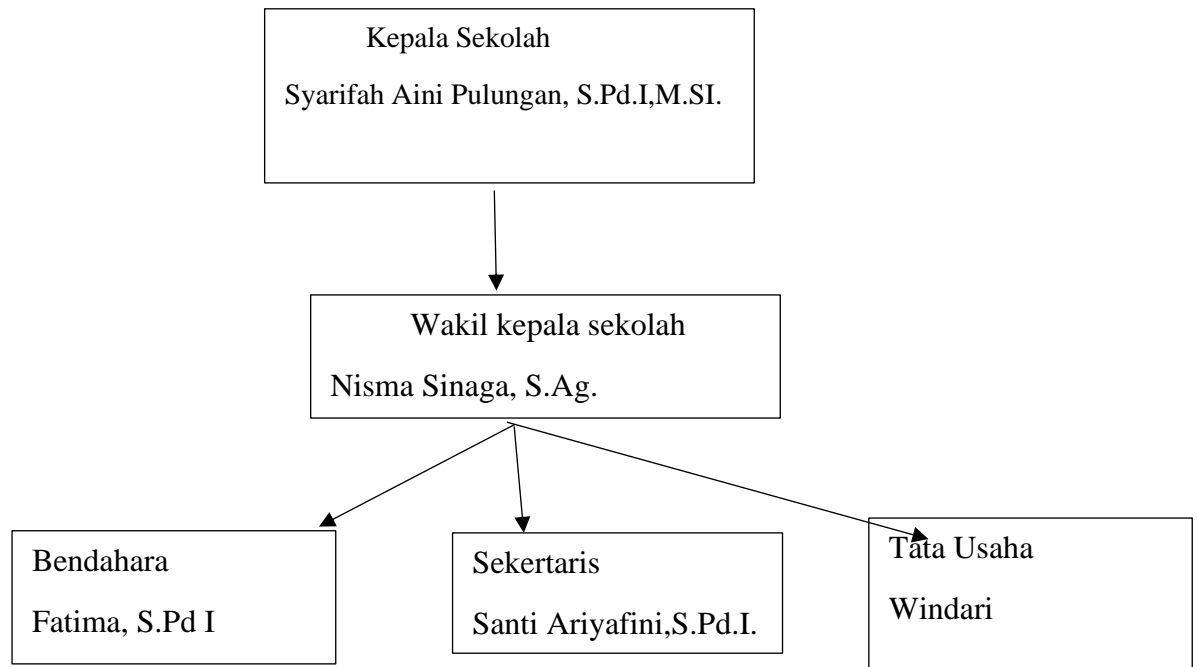 Kepala Sekolah
Syarifah Aini Pulungan, S.Pd.I,M.SI.
Wakil kepala sekolah
Nisma Sinaga, S.Ag.
Bendahara
Fatima, S.Pd I
Sekertaris
Santi Ariyafini,S.Pd.I.
Tata Usaha
Windari